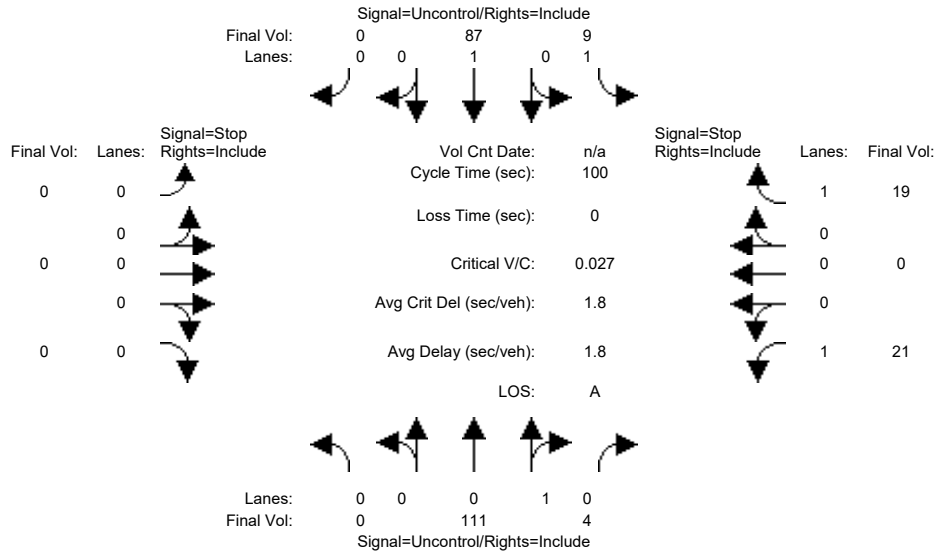 Signal=Uncontrol/Rights=Include
Final Vol: 0 87 9
Lanes: 0 0 1 0 1
Signal=Stop Signal=Stop
Final Vol: Lanes: Rights=Include Vol Cnt Date: n/a Rights=Include Lanes: Final Vol:
Cycle Time (sec): 100
0 0 1 19
Loss Time (sec): 0
0 0
0 0 Critical V/C: 0.027 0 0
0 Avg Crit Del (sec/veh): 1.8 0
0 0 Avg Delay (sec/veh): 1.8 1 21
LOS: A
Lanes: 0 0 0 1 0
Final Vol: 0 111 4
Signal=Uncontrol/Rights=Include